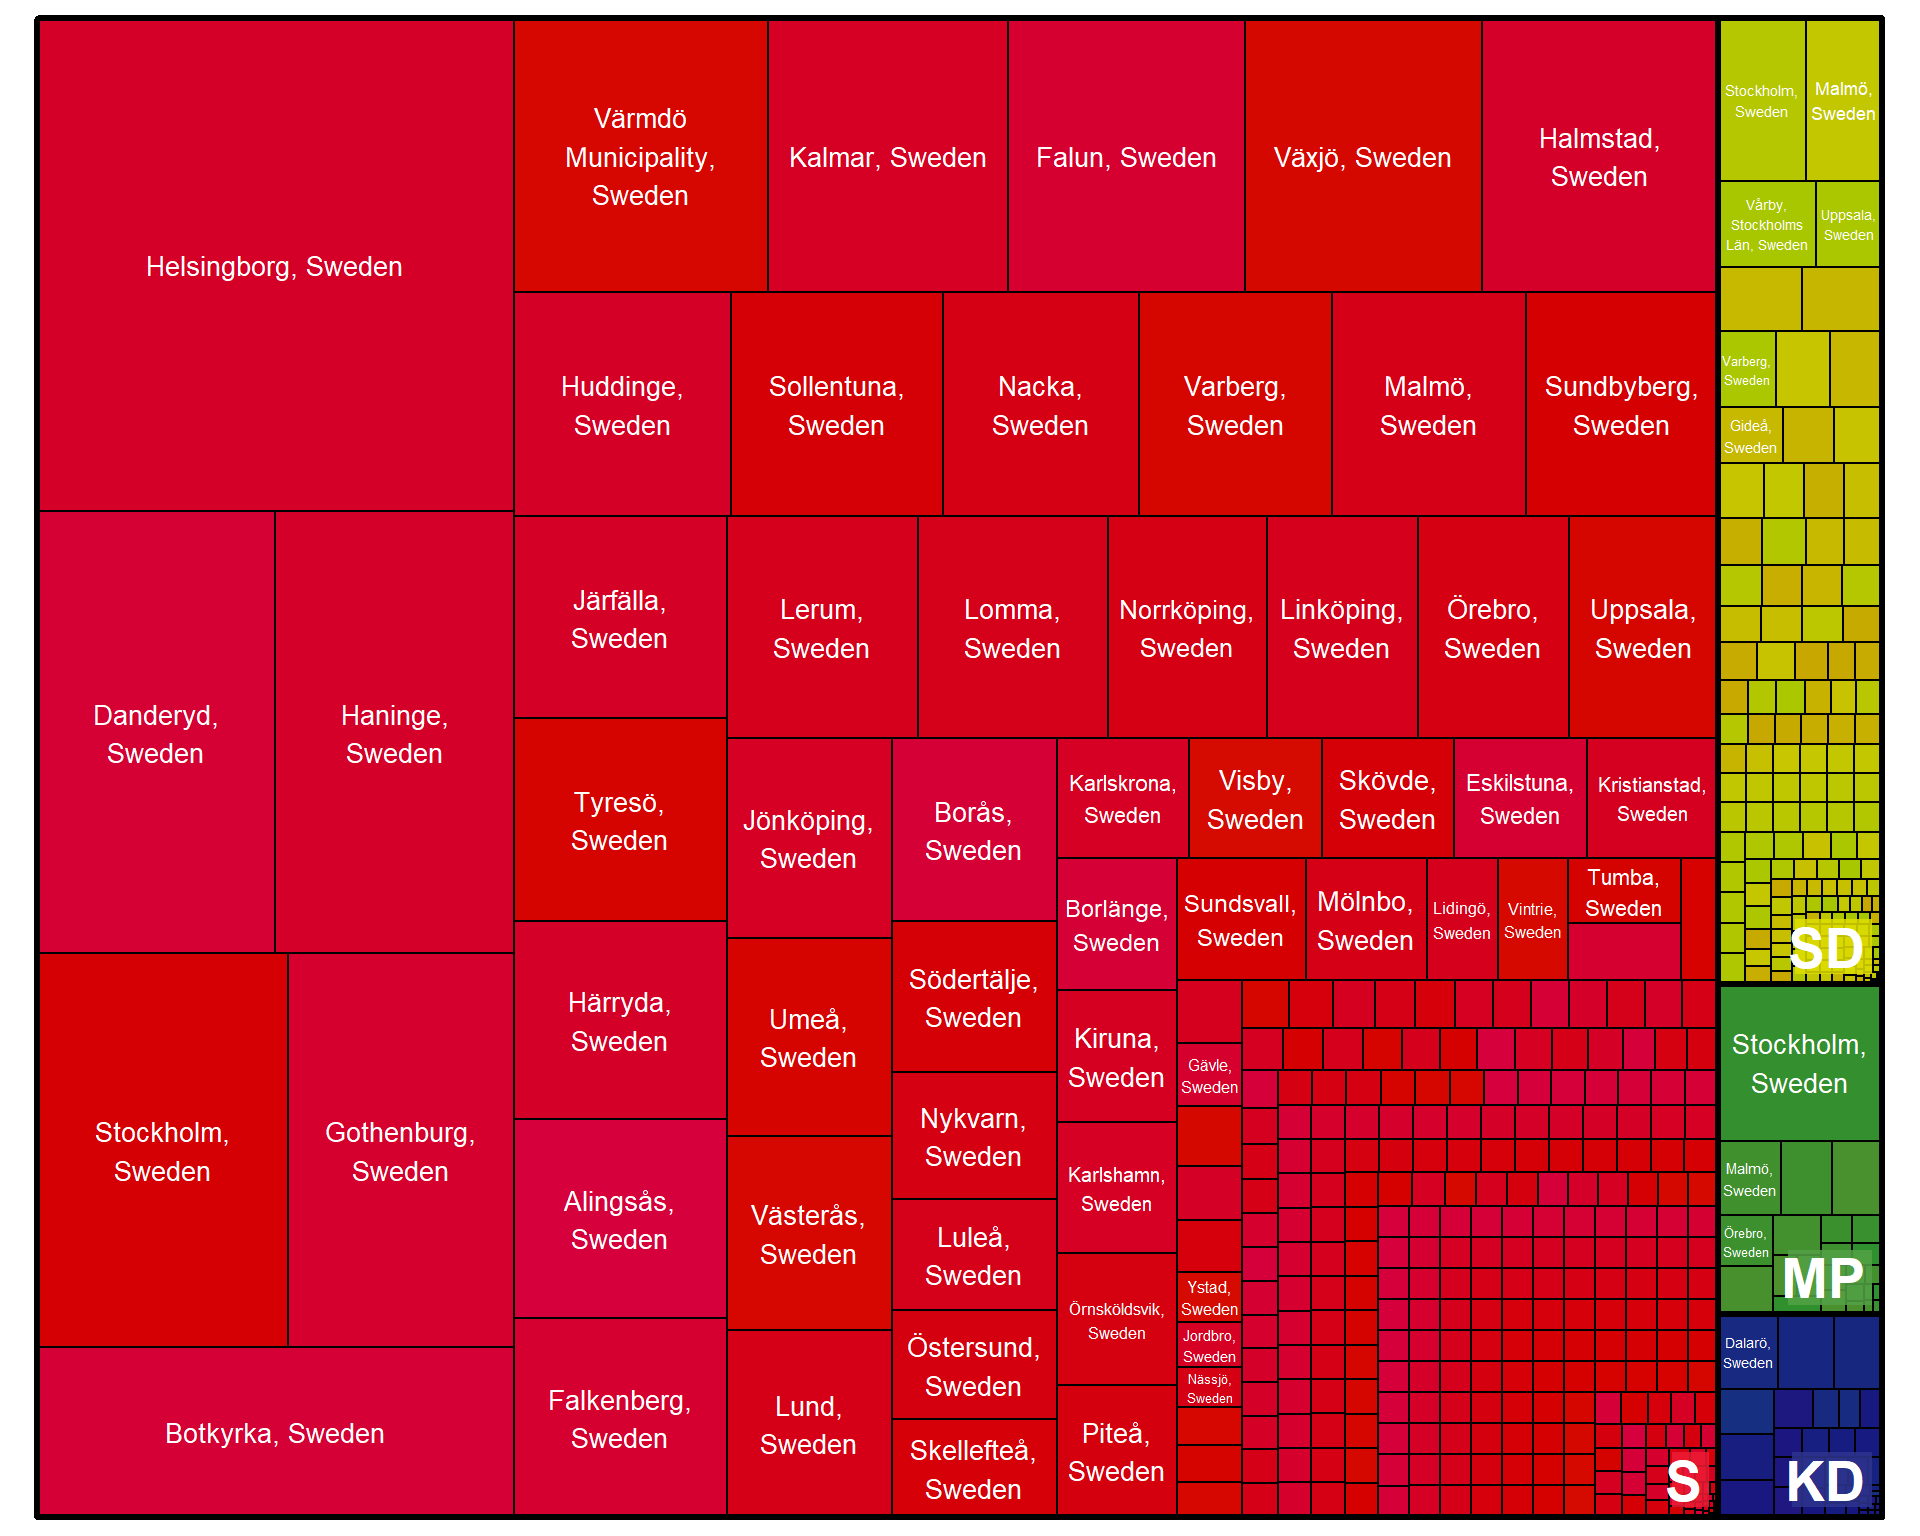 Helsingborg, Sweden
Danderyd,
Sweden
Haninge,
Sweden
Stockholm,
Sweden
Gothenburg,
Sweden
Botkyrka, Sweden
Värmdö
Municipality,
Sweden
Kalmar, Sweden
Falun, Sweden
Växjö, Sweden
Halmstad,
Sweden
Huddinge,
Sweden
Sollentuna,
Sweden
Nacka,
Sweden
Varberg,
Sweden
Malmö,
Sweden
Sundbyberg,
Sweden
Järfälla,
Sweden
Tyresö,
Sweden
Härryda,
Sweden
Alingsås,
Sweden
Falkenberg,
Sweden
Lerum,
Sweden
Lomma,
Sweden
Norrköping,
Sweden
Linköping,
Sweden
Örebro,
Sweden
Uppsala,
Sweden
Jönköping,
Sweden
Umeå,
Sweden
Västerås,
Sweden
Lund,
Sweden
Borås,
Sweden
Södertälje,
Sweden
Nykvarn,
Sweden
Luleå,
Sweden
Östersund,
Sweden
Skellefteå,
Sweden
Karlskrona,
Sweden
Visby,
Sweden
Skövde,
Sweden
Eskilstuna,
Sweden
Kristianstad,
Sweden
Borlänge,
Sweden
Kiruna,
Sweden
Karlshamn,
Sweden
Örnsköldsvik,
Sweden
Piteå,
Sweden
Sundsvall,
Sweden
Mölnbo,
Sweden
Lidingö,
Sweden
Vintrie,
Sweden
Tumba,
Sweden
Gävle,
Sweden
Ystad,
Sweden
Jordbro,
Sweden
Nässjö,
Sweden
S
Stockholm,
Sweden
Malmö,
Sweden
Vårby,
Stockholms
Län, Sweden
Uppsala,
Sweden
Varberg,
Sweden
Gideå,
Sweden
SD
Stockholm,
Sweden
Malmö,
Sweden
Örebro,
Sweden
MP
Dalarö,
Sweden
KD